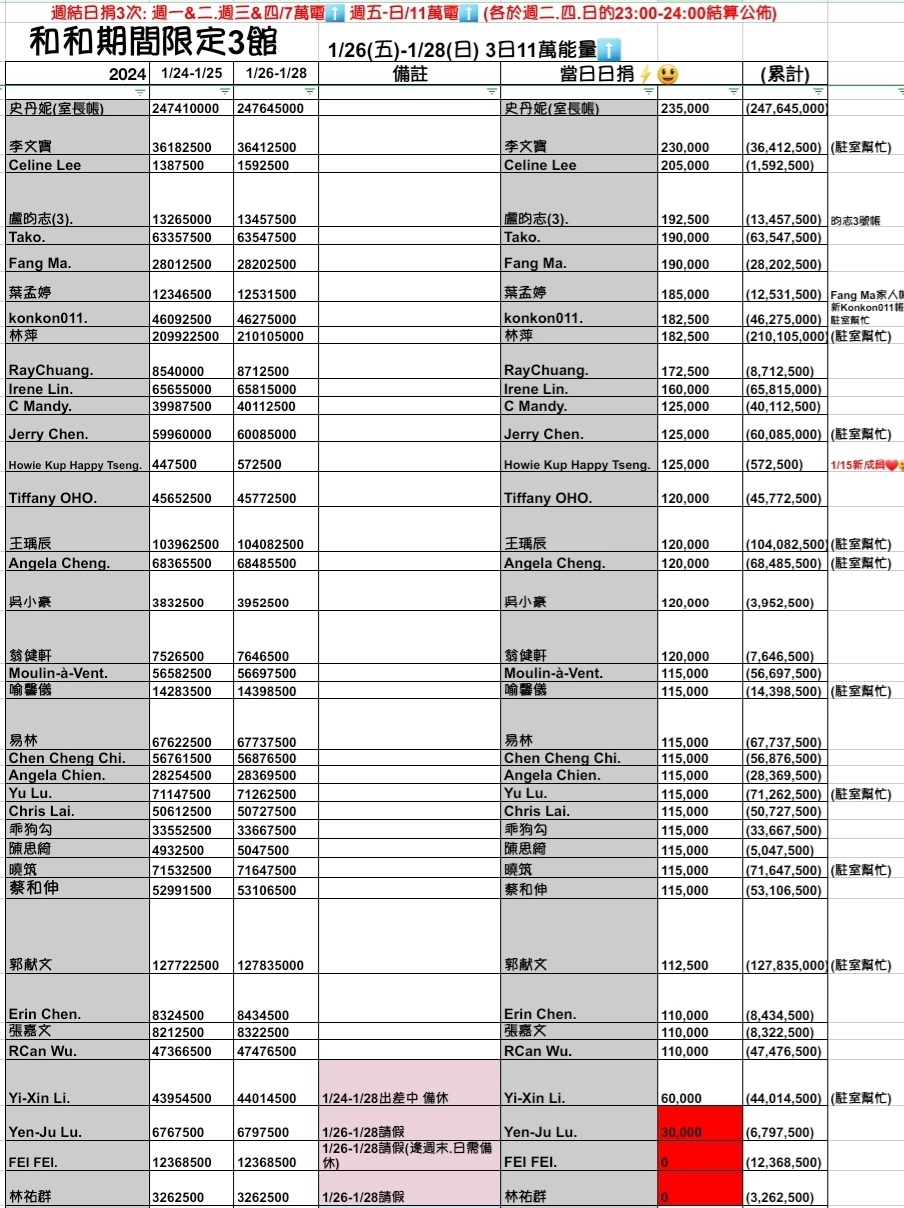 週結日捐3次: 週一&二.週三&四/7萬電⬆️ 週五-日/11萬電⬆️ (各於週二.四.日的23:00-24:00結算公佈)
和和期間限定3館 1/26(五)-1/28(日) 3日11萬能量⬆️
2024 1/24-1/25 1/26-1/28 備註 當日日捐⚡😃 (累計)
史丹妮(室長帳) 247410000 247645000 史丹妮(室長帳) 235,000 (247,645,000)
李文寶 36182500 36412500 李文寶 230,000 (36,412,500) (駐室幫忙)
Celine Lee 1387500 1592500 Celine Lee 205,000 (1,592,500)
盧昀志(3). 13265000 13457500 盧昀志(3). 192,500 (13,457,500) 昀志3號帳
Tako. 63357500 63547500 Tako. 190,000 (63,547,500)
Fang Ma. 28012500 28202500 Fang Ma. 190,000 (28,202,500)
葉孟婷 12346500 12531500 葉孟婷 185,000 (12,531,500) Fang Ma家人
konkon011. 46092500 46275000 konkon011. 182,500 (46,275,000) 新Konkon011帳
駐室幫忙
林萍 209922500 210105000 林萍 182,500 (210,105,000) (駐室幫忙)
RayChuang. 8540000 8712500 RayChuang. 172,500 (8,712,500)
Irene Lin. 65655000 65815000 Irene Lin. 160,000 (65,815,000)
C Mandy. 39987500 40112500 C Mandy. 125,000 (40,112,500)
Jerry Chen. 59960000 60085000 Jerry Chen. 125,000 (60,085,000) (駐室幫忙)
Howie Kup Happy Tseng. 447500 572500 Howie Kup Happy Tseng. 125,000 (572,500) 1/15新成員❤️
Tiffany OHO. 45652500 45772500 Tiffany OHO. 120,000 (45,772,500)
王瑀辰 103962500 104082500 王瑀辰 120,000 (104,082,500) (駐室幫忙)
Angela Cheng. 68365500 68485500 Angela Cheng. 120,000 (68,485,500) (駐室幫忙)
吳小豪 3832500 3952500 吳小豪 120,000 (3,952,500)
翁健軒 7526500 7646500 翁健軒 120,000 (7,646,500)
Moulin-à-Vent. 56582500 56697500 Moulin-à-Vent. 115,000 (56,697,500)
喻馨儀 14283500 14398500 喻馨儀 115,000 (14,398,500) (駐室幫忙)
易林 67622500 67737500 易林 115,000 (67,737,500)
Chen Cheng Chi. 56761500 56876500 Chen Cheng Chi. 115,000 (56,876,500)
Angela Chien. 28254500 28369500 Angela Chien. 115,000 (28,369,500)
Yu Lu. 71147500 71262500 Yu Lu. 115,000 (71,262,500) (駐室幫忙)
Chris Lai. 50612500 50727500 Chris Lai. 115,000 (50,727,500)
乖狗勾 33552500 33667500 乖狗勾 115,000 (33,667,500)
陳思綺 4932500 5047500 陳思綺 115,000 (5,047,500)
曉筑 71532500 71647500 曉筑 115,000 (71,647,500) (駐室幫忙)
蔡和伸 52991500 53106500 蔡和伸 115,000 (53,106,500)
郭献文 127722500 127835000 郭献文 112,500 (127,835,000) (駐室幫忙)
Erin Chen. 8324500 8434500 Erin Chen. 110,000 (8,434,500)
張嘉文 8212500 8322500 張嘉文 110,000 (8,322,500)
RCan Wu. 47366500 47476500 RCan Wu. 110,000 (47,476,500)
Yi-Xin Li. 43954500 44014500 1/24-1/28出差中 備休 Yi-Xin Li. 60,000 (44,014,500) (駐室幫忙)
Yen-Ju Lu. 6767500 6797500 1/26-1/28請假 Yen-Ju Lu. 30,000 (6,797,500)
FEI FEI. 12368500 12368500 1/26-1/28請假(逢週末.日需備休) FEI FEI. 0 (12,368,500)
林祐群 3262500 3262500 1/26-1/28請假 林祐群 0 (3,262,500)